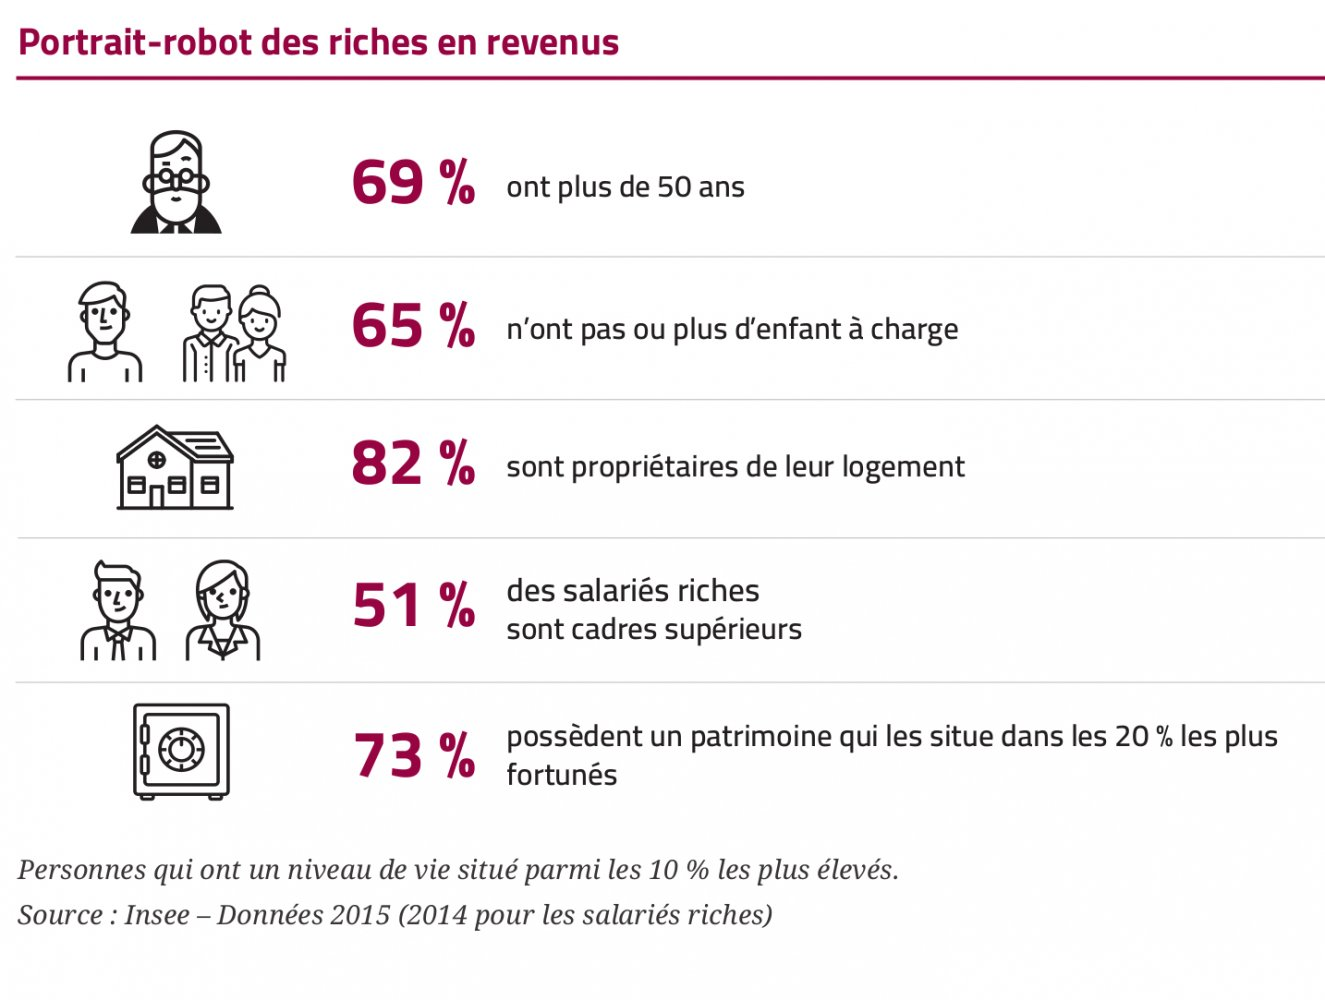 Portrait-robot des riches en revenus
69 % ont plus de 50 ans
65 % n’ont pas ou plus d’enfant à charge
82 % sont propriétaires de leur logement
51 % des salariés riches
sont cadres supérieurs
73 % possèdent un patrimoine qui les situe dans les 20 % les plus
fortunés
Personnes qui ont un niveau de vie situé parmi les 10 % les plus élevés.
Source : Insee – Données 2015 (2014 pour les salariés riches)